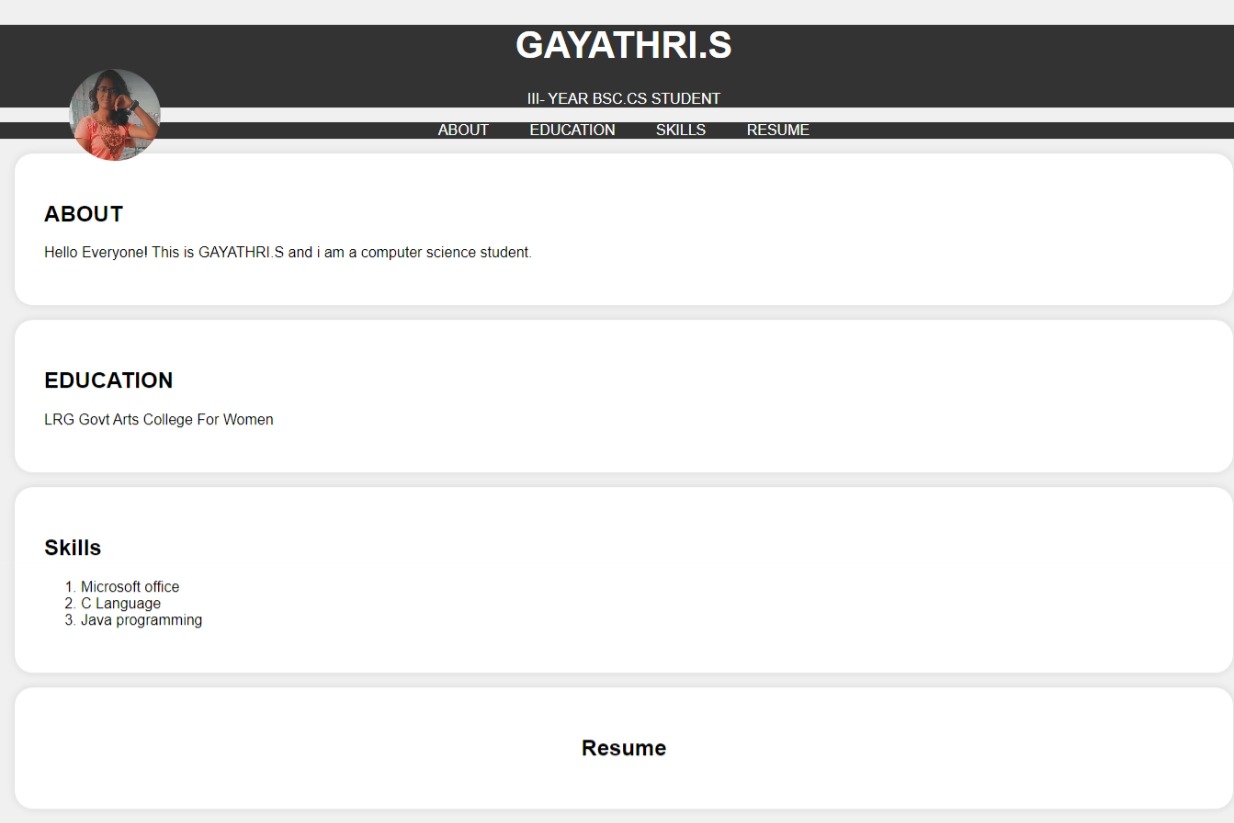 GAYATHRI.S
III- YEAR BSC.CS STUDENT
ABOUT EDUCATION SKILLS RESUME
ABOUT
Hello Everyone! This is GAYATHRI.S and i am a computer science student.
EDUCATION
LRG Govt Arts College For Women
Skills
1. Microsoft office
2. C Language
3. Java programming
Resume